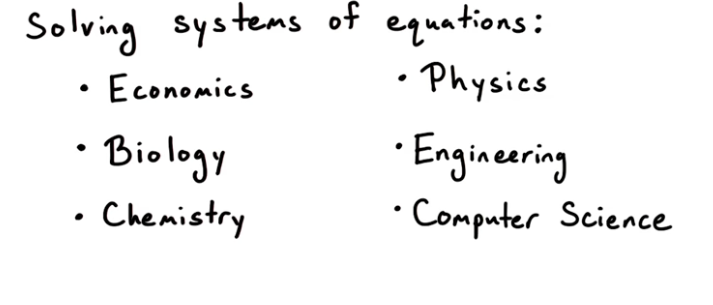 Solving systems of equations:
• Economics
• Biology
• Chemistry
• Physics
• Engineering
• Computer Science